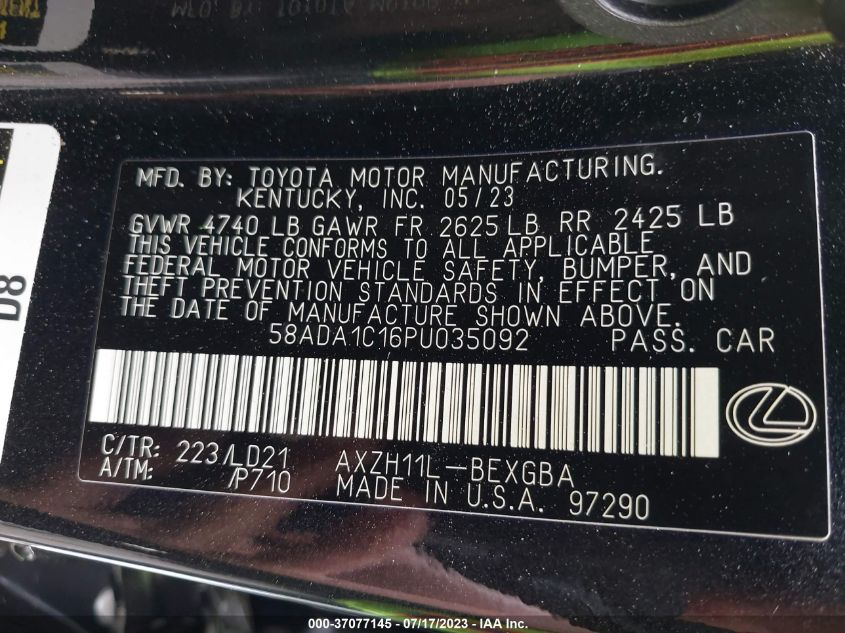 MFD. BY: TOYOTA MOTOR MANUFACTURING.
KENTUCKY, INC. 05/23
GVWR 4740 LB GAWR FR 2625 LB RR 2425 LB
THIS VEHICLE CONFORMS TO ALL APPLICABLE
FEDERAL MOTOR VEHICLE SAFETY, BUMPER, AND
THEFT PREVENTION STANDARDS IN EFFECT ON
THE DATE OF MANUFACTURE SHOWN ABOVE.
58ADA1C16PU035092 PASS. CAR
C/TR: 223/LD21 AXZH11L-BEXGBA
A/TM: /P710 MADE IN U.S.A. 97290
000-37077145 - 07/17/2023 - © IAA Inc.